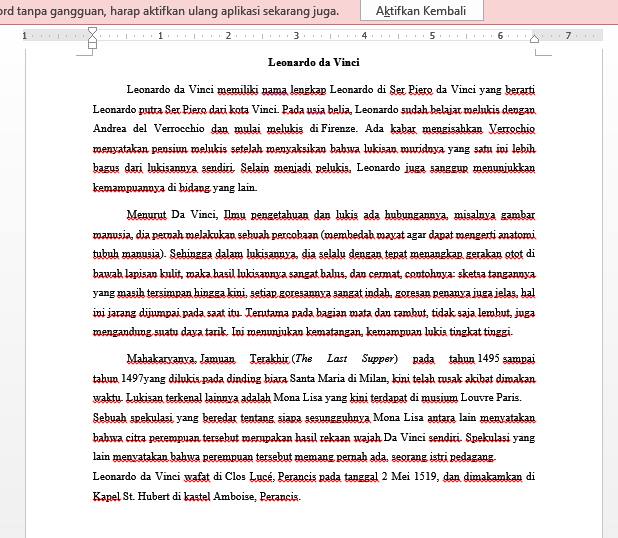 ord tanpa gangguan, harap aktifkan ulang aplikasi sekarang juga.
Aktifkan Kembali
1 1 2 3 4 5 6 7
Leonardo da Vinci
Leonardo da Vinci memiliki nama lengkap Leonardo di Ser Piero da Vinci yang berarti
Leonardo putra Ser Piero dari kota Vinci. Pada usia belia, Leonardo sudah belajar melukis dengan
Andrea del Verrocchio dan mulai melukis di Firenze. Ada kabar mengisahkan Verrochio
menyatakan pensiun melukis setelah menyaksikan bahwa lukisan muridnya yang satu ini lebih
bagus dari lukisannya sendiri. Selain menjadi pelukis, Leonardo juga sanggup menunjukkan
kemampuannya di bidang yang lain.
Menurut Da Vinci, Ilmu pengetahuan dan lukis ada hubungannya, misalnya gambar
manusia, dia pernah melakukan sebuah percobaan (membedah mayat agar dapat mengerti anatomi
tubuh manusia). Sehingga dalam lukisannya, dia selalu dengan tepat menangkap gerakan otot di
bawah lapisan kulit, maka hasil lukisannya sangat halus, dan cermat, contohnya: sketsa tangannya
yang masih tersimpan hingga kini, setiap goresannya sangat indah, goresan penanya juga jelas, hal
ini jarang dijumpai pada saat itu. Terutama pada bagian mata dan rambut, tidak saja lembut, juga
mengandung suatu daya tarik. Ini menunjukan kematangan, kemampuan lukis tingkat tinggi.
Mahakaryanya, Jamuan Terakhir (The Last Supper) pada tahun 1495 sampai
tahun 1497yang dilukis pada dinding biara Santa Maria di Milan, kini telah rusak akibat dimakan
waktu. Lukisan terkenal lainnya adalah Mona Lisa yang kini terdapat di musium Louvre Paris.
Sebuah spekulasi yang beredar tentang siapa sesungguhnya Mona Lisa antara lain menyatakan
bahwa citra perempuan tersebut merupakan hasil rekaan wajah Da Vinci sendiri. Spekulasi yang
lain menyatakan bahwa perempuan tersebut memang pernah ada, seorang istri pedagang.
Leonardo da Vinci wafat di Clos Lucé, Perancis pada tanggal 2 Mei 1519, dan dimakamkan di
Kapel St. Hubert di kastel Amboise, Perancis.